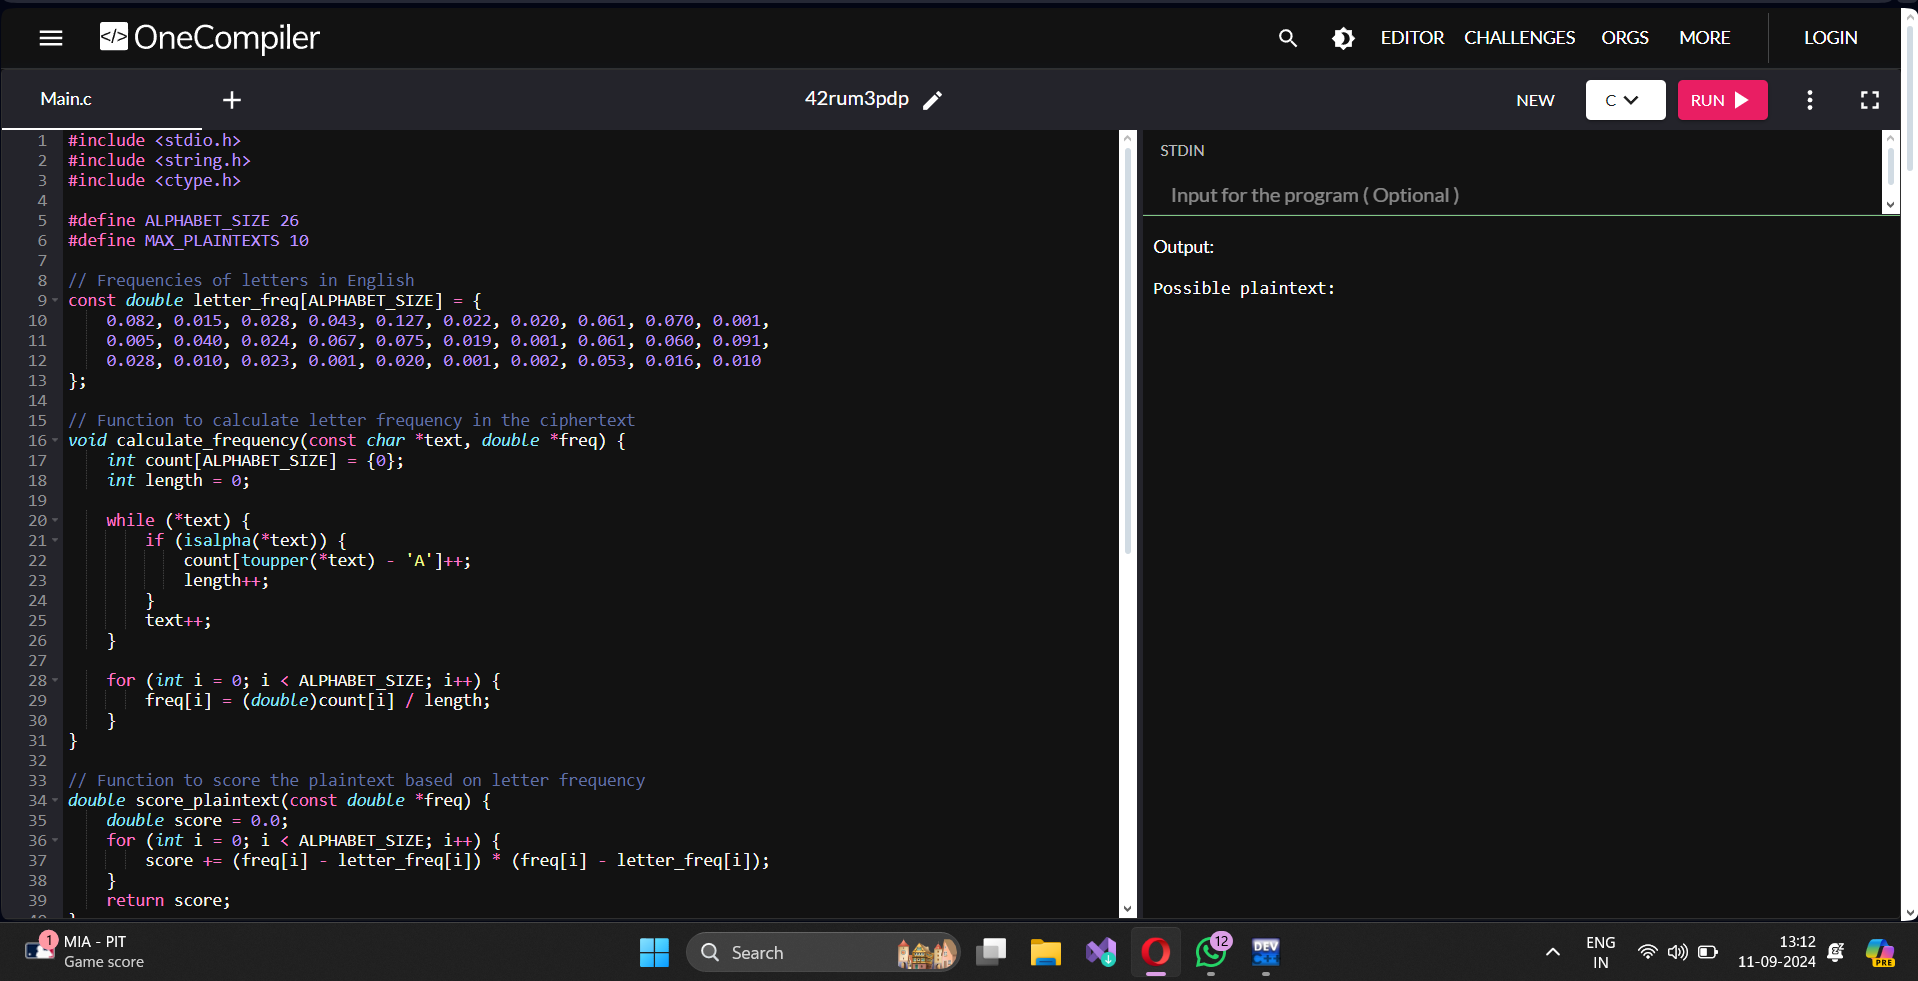 </> OneCompiler
EDITOR CHALLENGES ORGS MORE LOGIN
Main.c + 42rum3pdp NEW C RUN
1 #include <stdio.h>
2 #include <string.h>
3 #include <ctype.h>
4
5 #define ALPHABET_SIZE 26
6 #define MAX_PLAINTEXTS 10
7
8 // Frequencies of letters in English
9 const double letter_freq[ALPHABET_SIZE] = {
10 0.082, 0.015, 0.028, 0.043, 0.127, 0.022, 0.020, 0.061, 0.070, 0.001,
11 0.005, 0.040, 0.024, 0.067, 0.075, 0.019, 0.001, 0.061, 0.060, 0.091,
12 0.028, 0.010, 0.023, 0.001, 0.020, 0.001, 0.002, 0.053, 0.016, 0.010
13 };
14
15 // Function to calculate letter frequency in the ciphertext
16 void calculate_frequency(const char *text, double *freq) {
17 int count[ALPHABET_SIZE] = {0};
18 int length = 0;
19
20 while (*text) {
21 if (isalpha(*text)) {
22 count[toupper(*text) - 'A']++;
23 length++;
24 }
25 text++;
26 }
27
28 for (int i = 0; i < ALPHABET_SIZE; i++) {
29 freq[i] = (double)count[i] / length;
30 }
31 }
32
33 // Function to score the plaintext based on letter frequency
34 double score_plaintext(const double *freq) {
35 double score = 0.0;
36 for (int i = 0; i < ALPHABET_SIZE; i++) {
37 score += (freq[i] - letter_freq[i]) * (freq[i] - letter_freq[i]);
38 }
39 return score;
STDIN
Input for the program ( Optional )
Output:
Possible plaintext:
1 MIA - PIT
Game score
Search
12
DEV
PRE
ENG
IN
13:12
11-09-2024